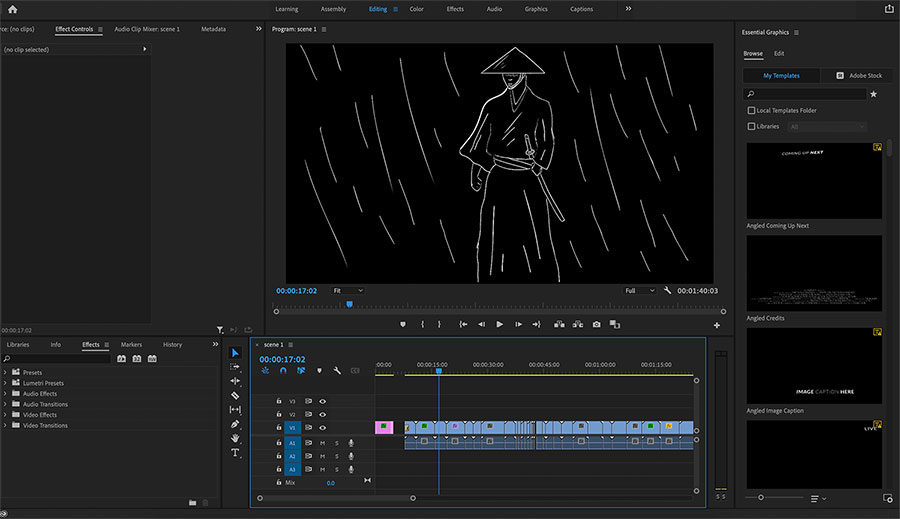 Learning Assembly Editing Color Effects Audio Graphics Captions
rce: (no clips) Effect Controls Audio Clip Mixer: scene 1 Metadata
Program: scene 1
Essential Graphics
(no clip selected)
Browse Edit
My Templates Adobe Stock
Local Templates Folder
Libraries All
COMING UP NEXT
Angled Coming Up Next
Angled Credits
IMAGE CAPTION HERE
Angled Image Caption
LIVE
00:00:17:02 Fit Full 00:01:40:03
00:00:17:02
Libraries Info Effects Markers History
Presets
Lumetri Presets
Audio Effects
Audio Transitions
Video Effects
Video Transitions
× scene 1
00:00:17:02
:00:00 00:00:15:00 00:00:30:00 00:00:45:00 00:01:00:00 00:01:15:00
V3
V2
V1
A1 M S
A2 M S
A3 M S
Mix 0.0
S S